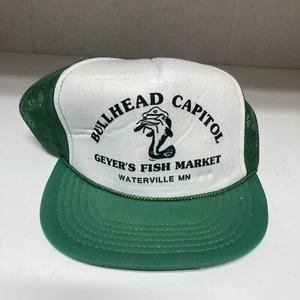 BULLHEAD CAPITOL
GEYER'S FISH MARKET
WATERVILLE MN